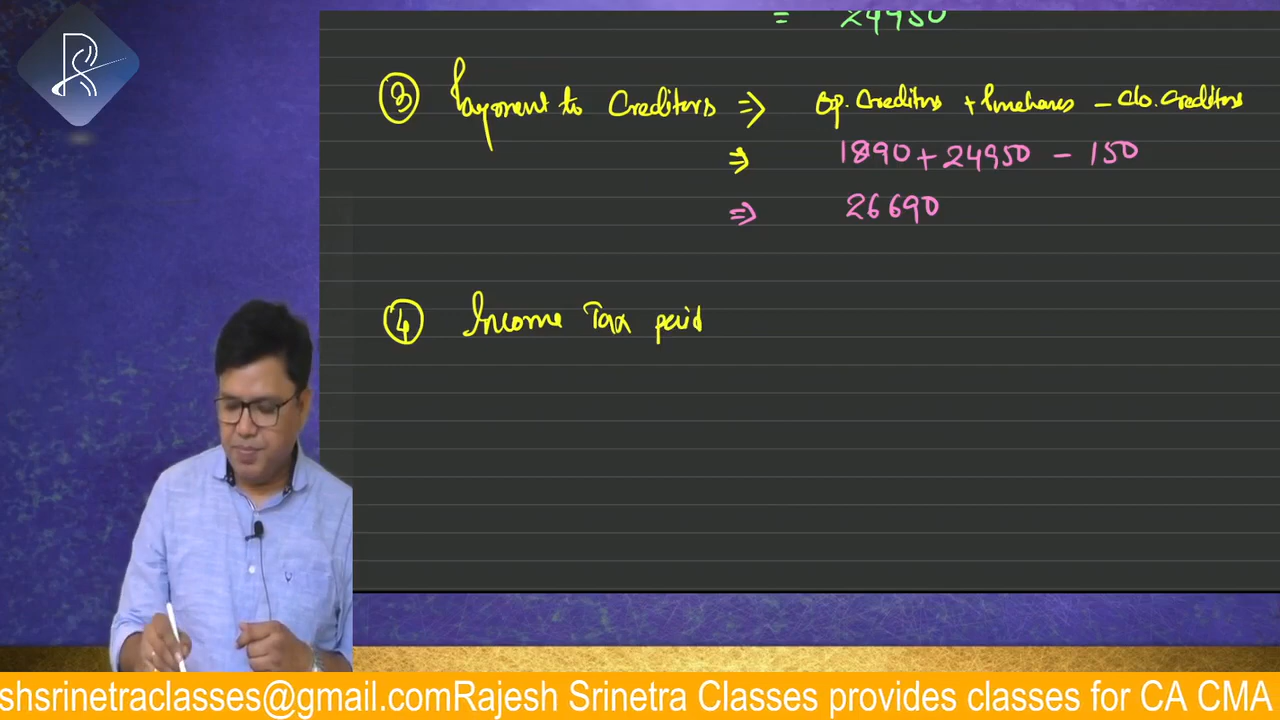 = 24950
③ Payment to Creditors ⇒ Op. Creditors + Purchases - Clo. Creditors
⇒ 1890 + 24950 - 150
⇒ 26690
④ Income Tax paid
RS
shsrinetraclasses@gmail.comRajesh Srinetra Classes provides classes for CA CMA